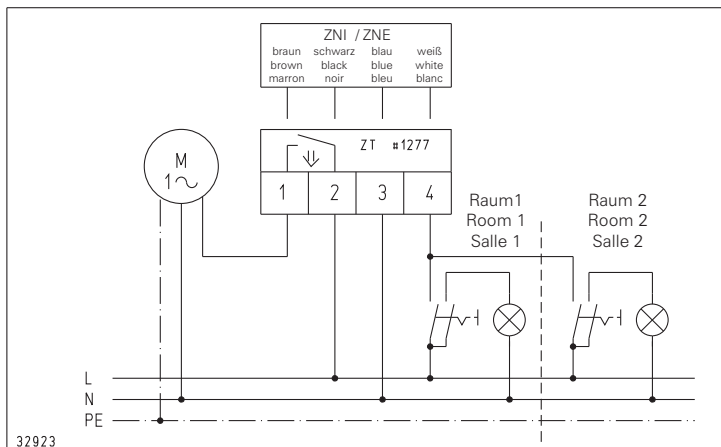 ZNI / ZNE
braun schwarz blau weiß
brown black blue white
marron noir bleu blanc
ZT #1277
M
1~
1 2 3 4
Raum1 Raum 2
Room 1 Room 2
Salle 1 Salle 2
L
N
PE
32923